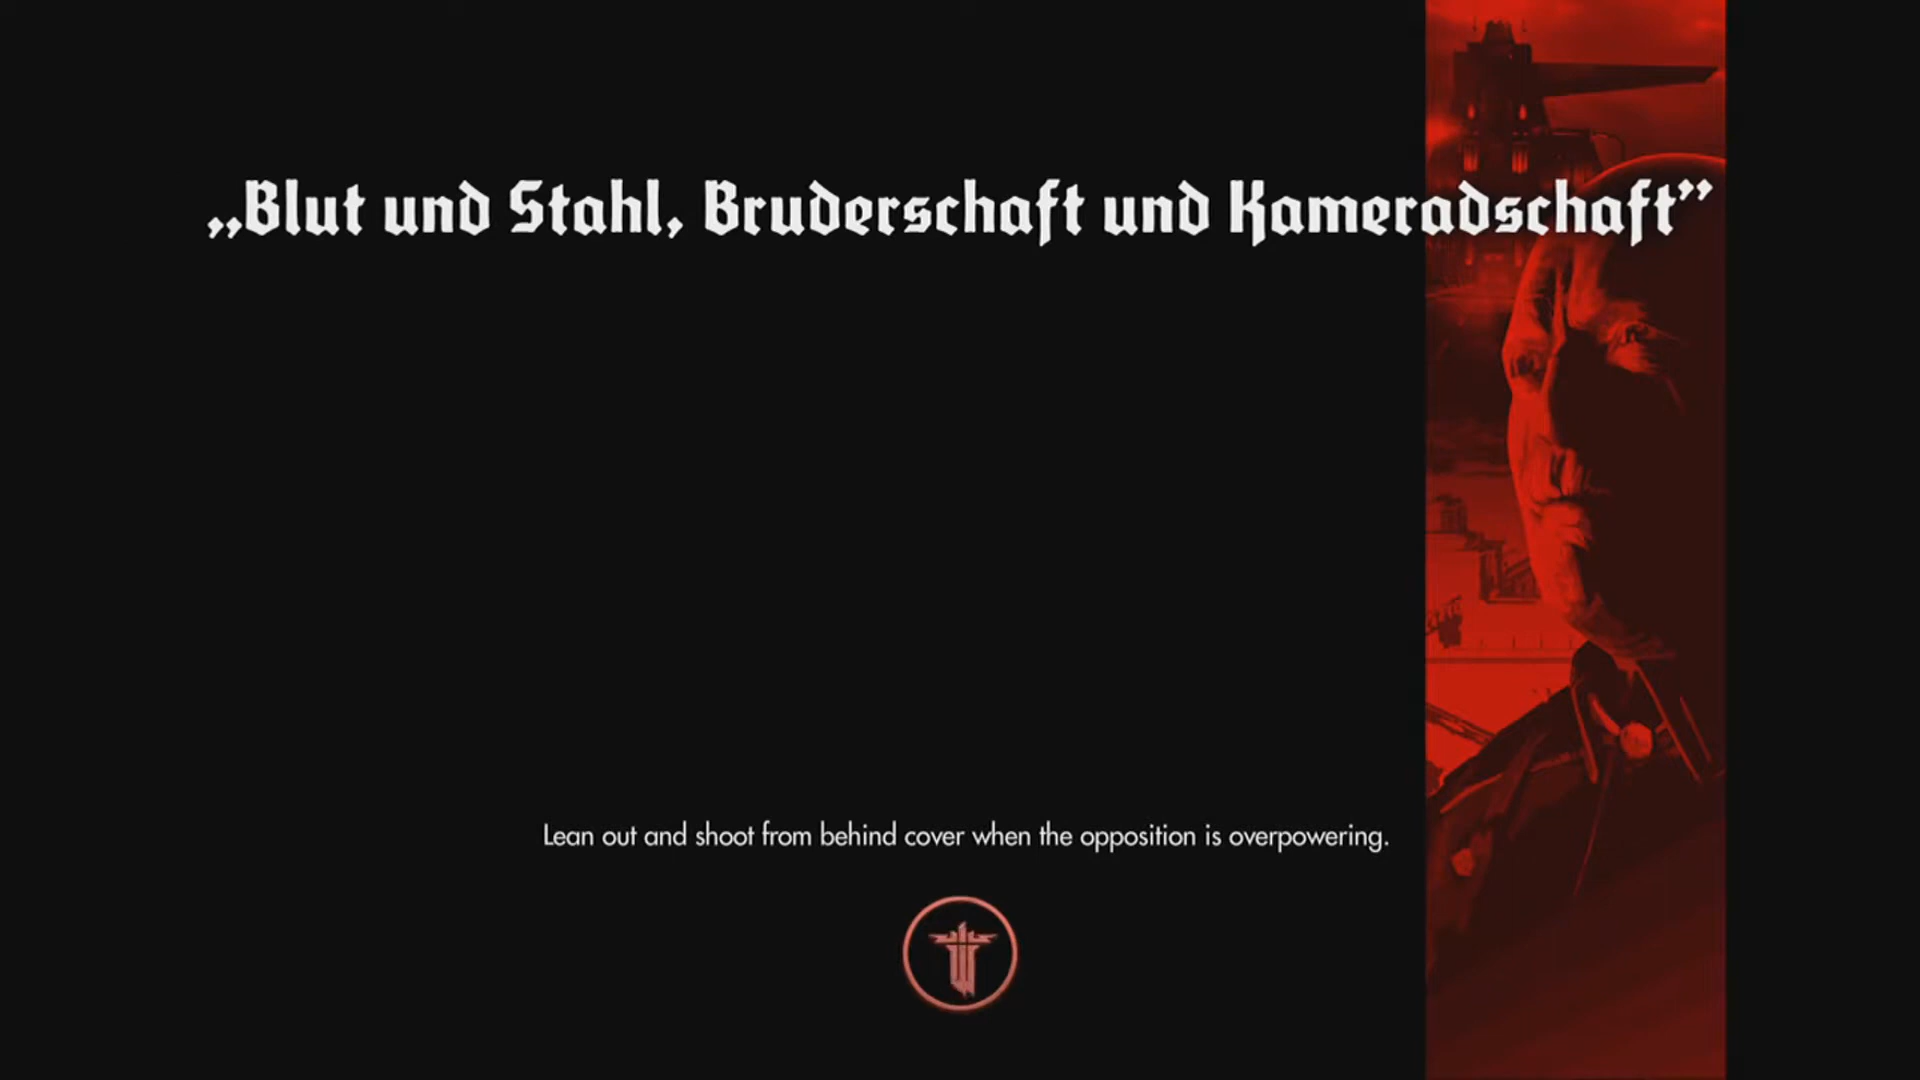 „Blut und Stahl, Bruderschaft und Kameradschaft”
Lean out and shoot from behind cover when the opposition is overpowering.